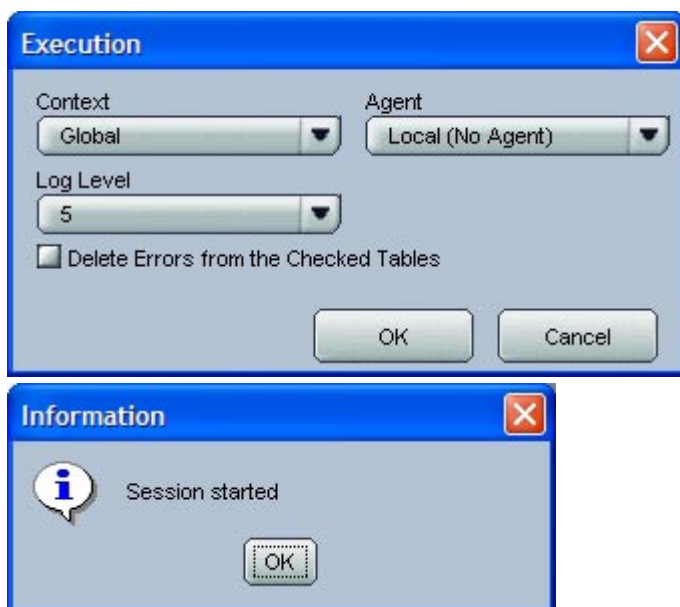 Execution
Context Agent
Global Local (No Agent)
Log Level
5
Delete Errors from the Checked Tables
OK Cancel
Information
Session started
OK